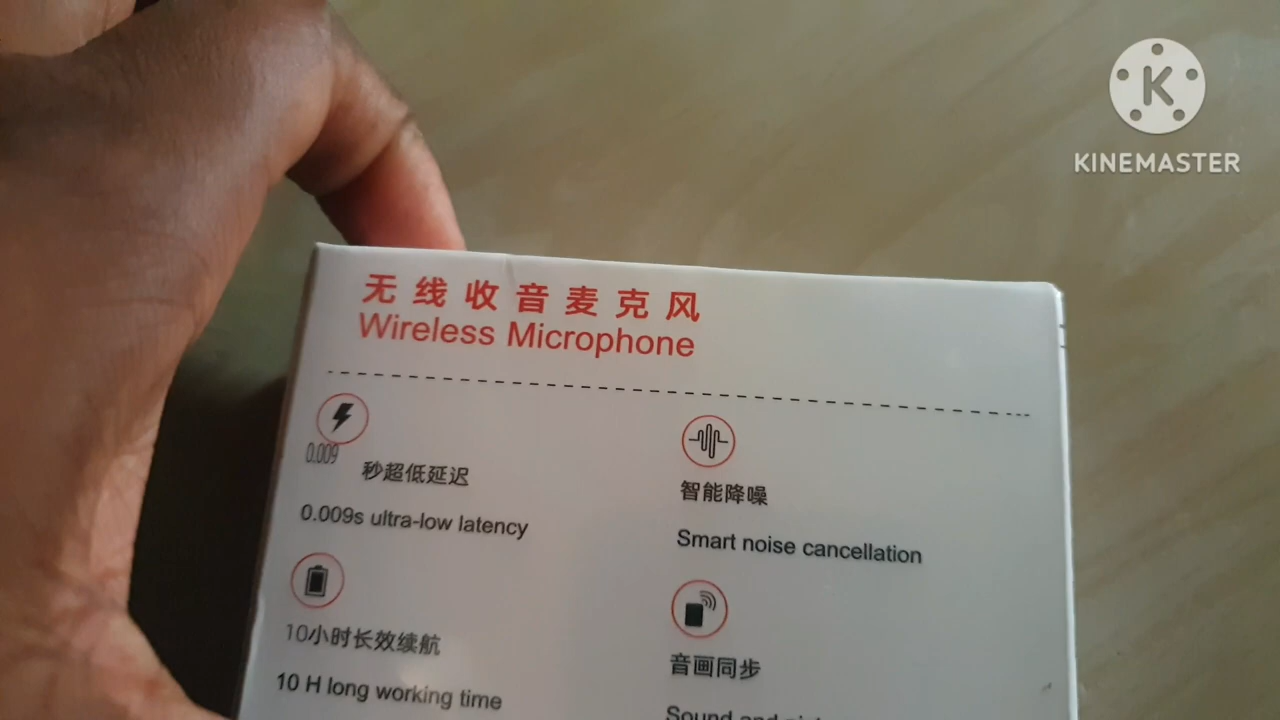 KINEMASTER
无线收音麦克风
Wireless Microphone
0.009 秒超低延迟
0.009s ultra-low latency
智能降噪
Smart noise cancellation
10小时长效续航
10 H long working time
音画同步
Sound and